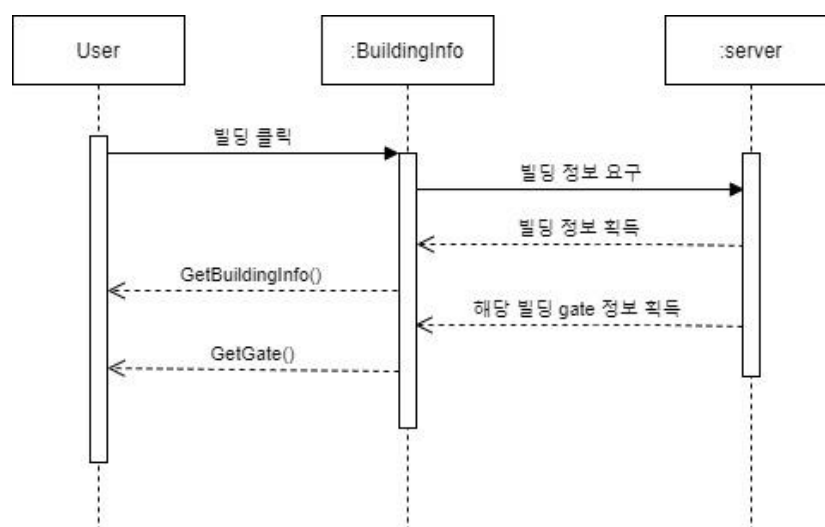 User
:BuildingInfo
:server
빌딩 클릭
빌딩 정보 요구
빌딩 정보 획득
GetBuildingInfo()
해당 빌딩 gate 정보 획득
GetGate()